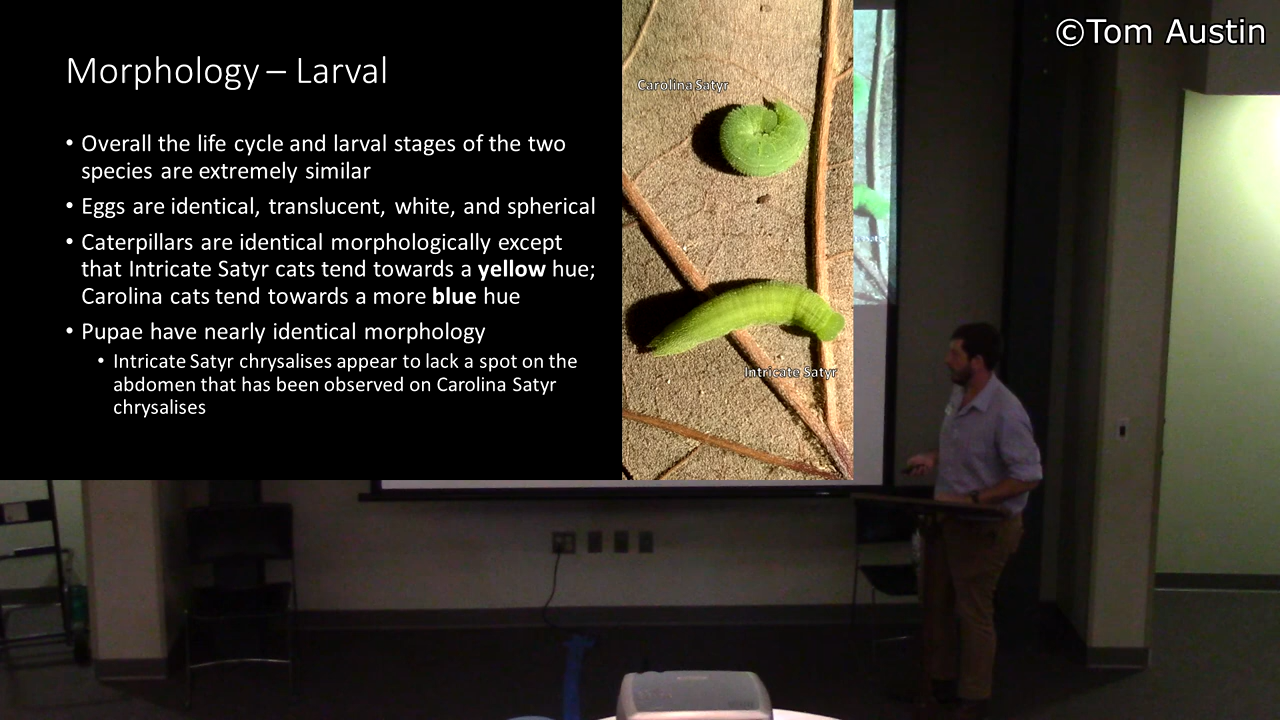 ©Tom Austin
Morphology – Larval
• Overall the life cycle and larval stages of the two
species are extremely similar
• Eggs are identical, translucent, white, and spherical
• Caterpillars are identical morphologically except
that Intricate Satyr cats tend towards a yellow hue;
Carolina cats tend towards a more blue hue
• Pupae have nearly identical morphology
• Intricate Satyr chrysalises appear to lack a spot on the
abdomen that has been observed on Carolina Satyr
chrysalises
Carolina Satyr
Intricate Satyr